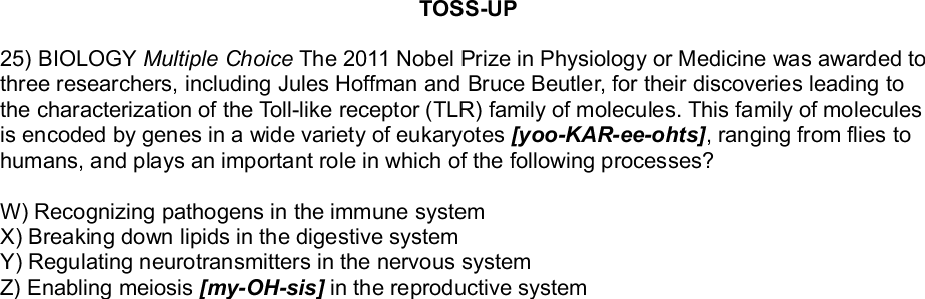 TOSS-UP
25) BIOLOGY Multiple Choice The 2011 Nobel Prize in Physiology or Medicine was awarded to
three researchers, including Jules Hoffman and Bruce Beutler, for their discoveries leading to
the characterization of the Toll-like receptor (TLR) family of molecules. This family of molecules
is encoded by genes in a wide variety of eukaryotes [yoo-KAR-ee-ohts], ranging from flies to
humans, and plays an important role in which of the following processes?
W) Recognizing pathogens in the immune system
X) Breaking down lipids in the digestive system
Y) Regulating neurotransmitters in the nervous system
Z) Enabling meiosis [my-OH-sis] in the reproductive system